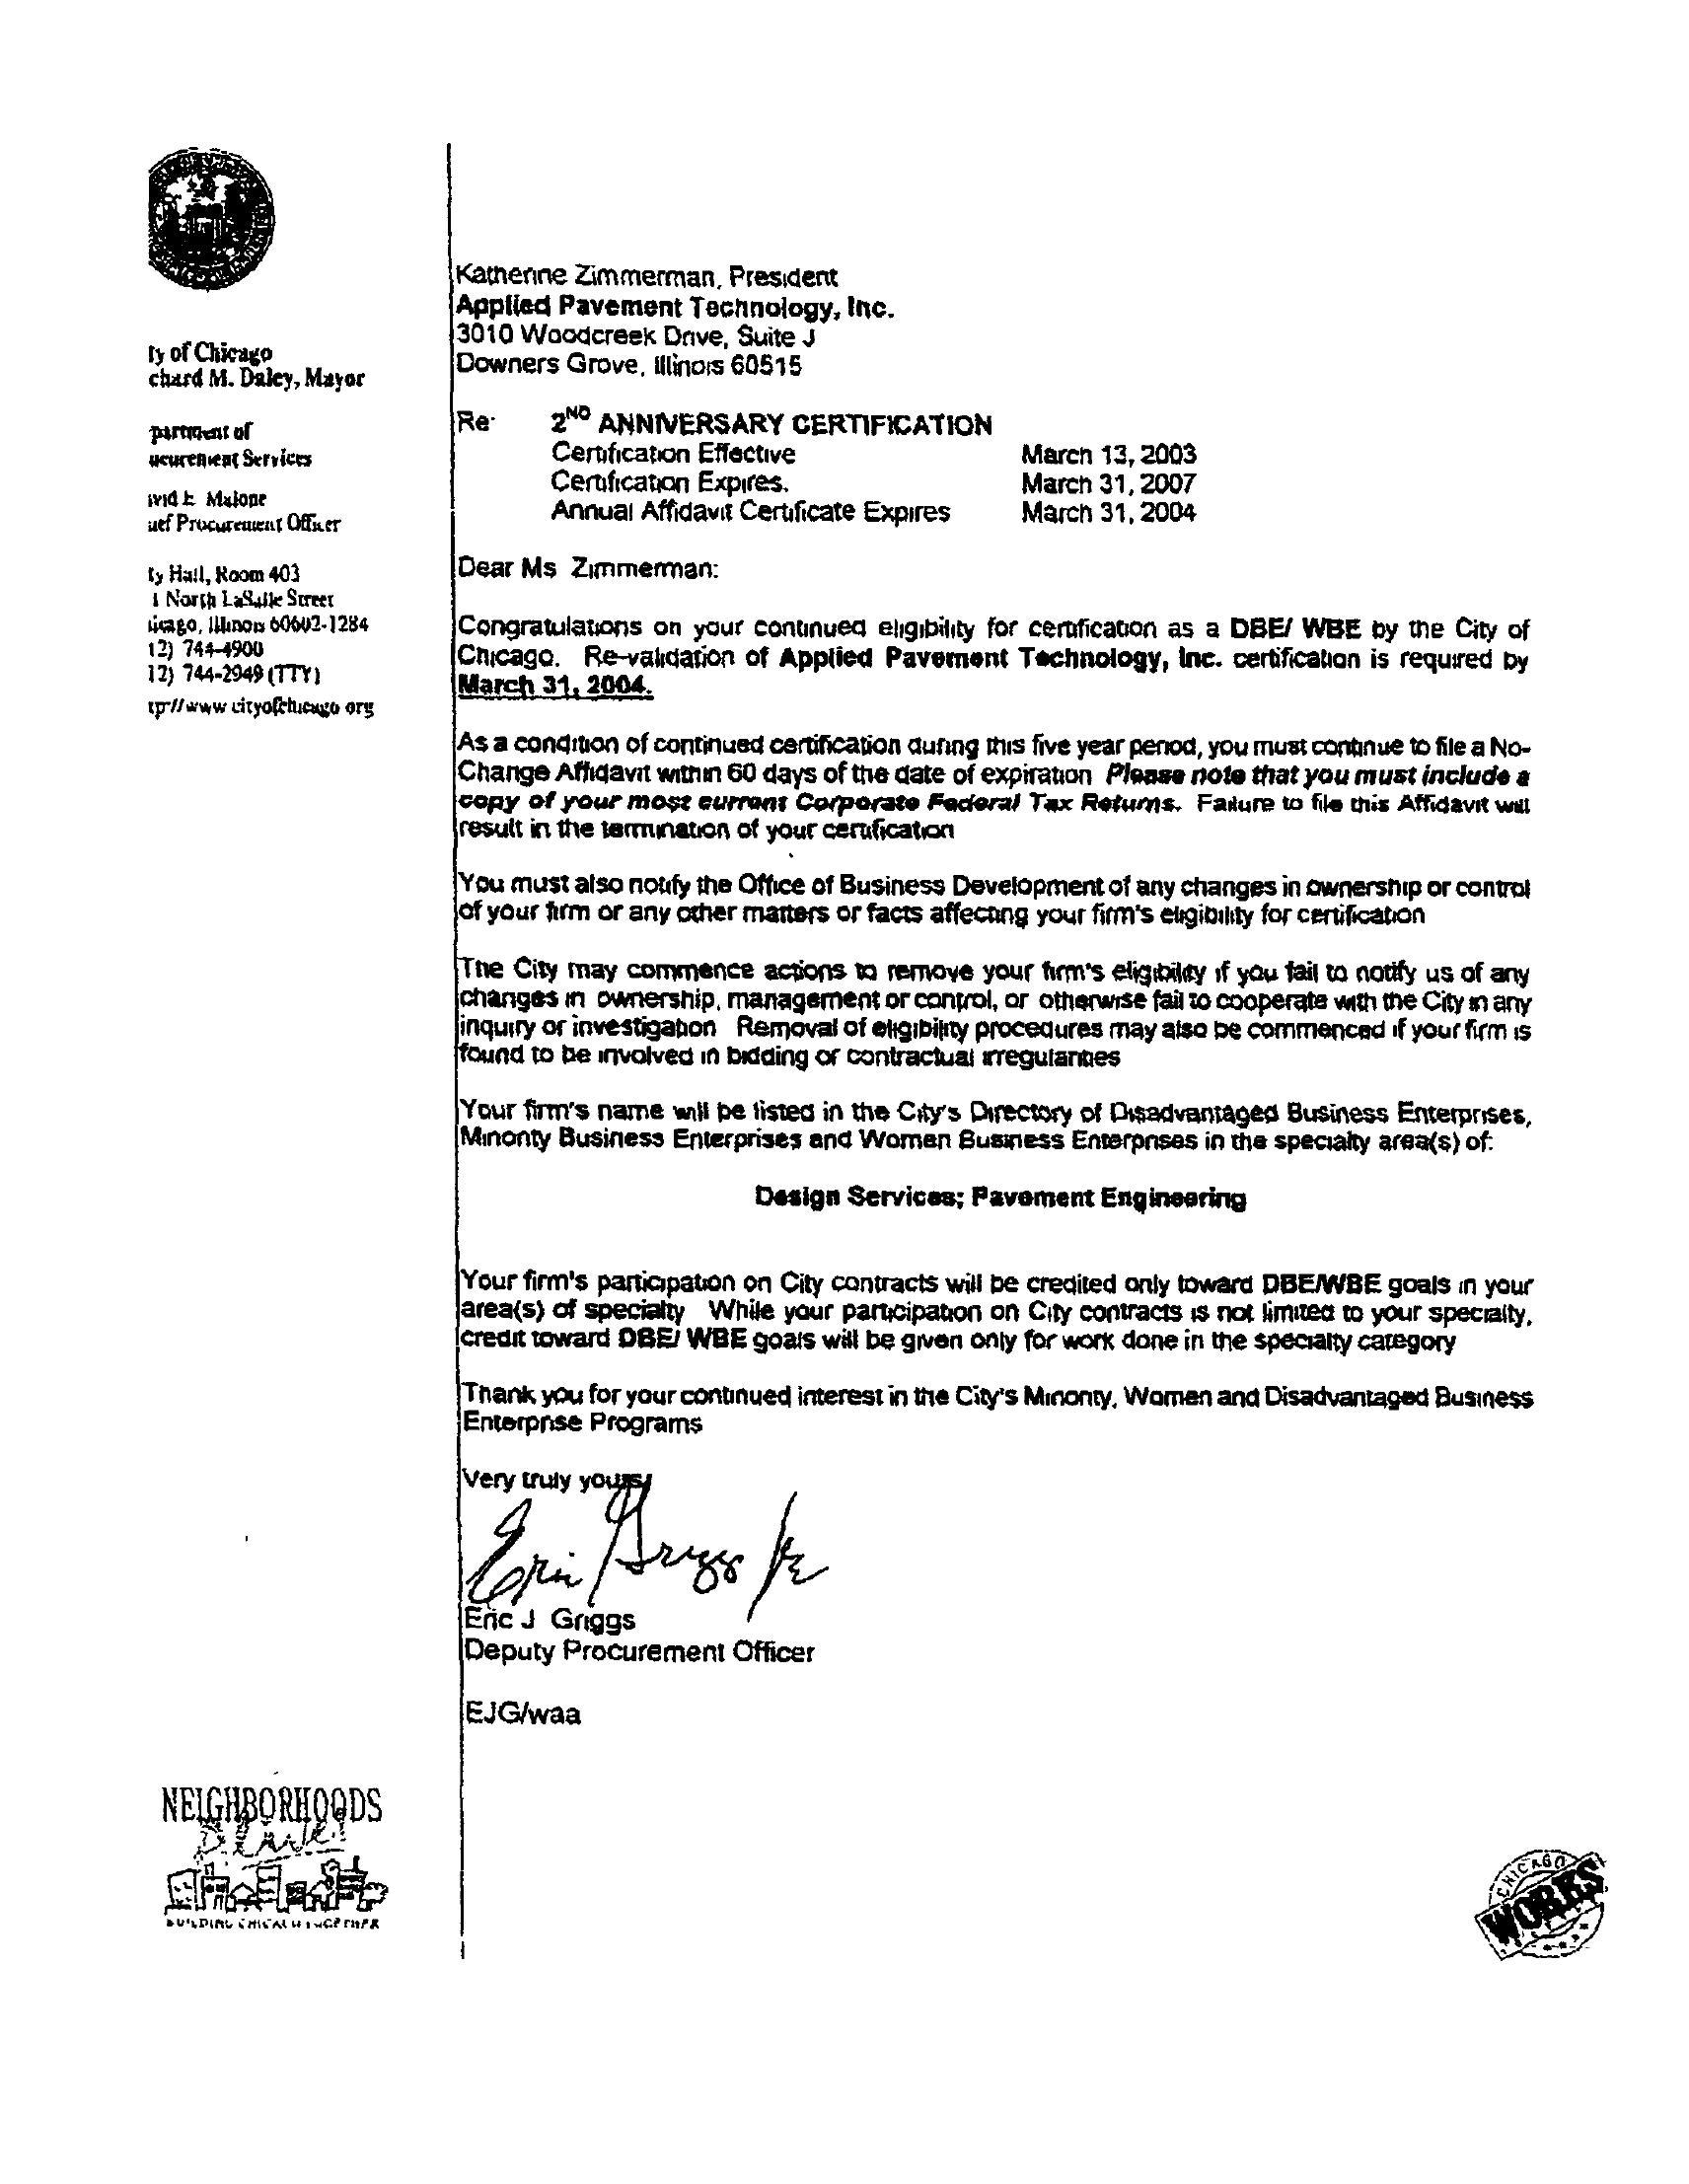 ty of Chicago
chard M. Daley, Mayor
partment of
ocurement Services
ivid E Malone
uef Procurement Officer
ty Hall, Room 403
1 North LaSalle Street
iicago, Illinois 60602-1284
12) 744-4900
12) 744-2949 (TTY)
tp://www cityofchicago org
Katherine Zimmerman, President
Applied Pavement Technology, Inc.
3010 Woodcreek Drive, Suite J
Downers Grove, Illinois 60515
Re: 2ND ANNIVERSARY CERTIFICATION
Certification Effective March 13, 2003
Certification Expires. March 31, 2007
Annual Affidavit Certificate Expires March 31, 2004
Dear Ms Zimmerman:
Congratulations on your continued eligibility for certification as a DBE/ WBE by the City of
Chicago. Re-validation of Applied Pavement Technology, Inc. certification is required by
March 31, 2004.
As a condition of continued certification during this five year period, you must continue to file a No-
Change Affidavit within 60 days of the date of expiration Please note that you must include a
copy of your most current Corporate Federal Tax Returns. Failure to file this Affidavit will
result in the termination of your certification
You must also notify the Office of Business Development of any changes in ownership or control
of your firm or any other matters or facts affecting your firm's eligibility for certification
The City may commence actions to remove your firm's eligibility if you fail to notify us of any
changes in ownership, management or control, or otherwise fail to cooperate with the City in any
inquiry or investigation Removal of eligibility procedures may also be commenced if your firm is
found to be involved in bidding or contractual irregularities
Your firm's name will be listed in the City's Directory of Disadvantaged Business Enterprises,
Minority Business Enterprises and Women Business Enterprises in the specialty area(s) of:
Design Services; Pavement Engineering
Your firm's participation on City contracts will be credited only toward DBE/WBE goals in your
area(s) of specialty While your participation on City contracts is not limited to your specialty,
credit toward DBE/ WBE goals will be given only for work done in the specialty category
Thank you for your continued interest in the City's Minority, Women and Disadvantaged Business
Enterprise Programs
Very truly yours,
Eric Griggs
Eric J Griggs
Deputy Procurement Officer
EJG/waa
NEIGHBORHOODS
Alive!
BUILDING CHICAGO TOGETHER
CHICAGO
WORKS